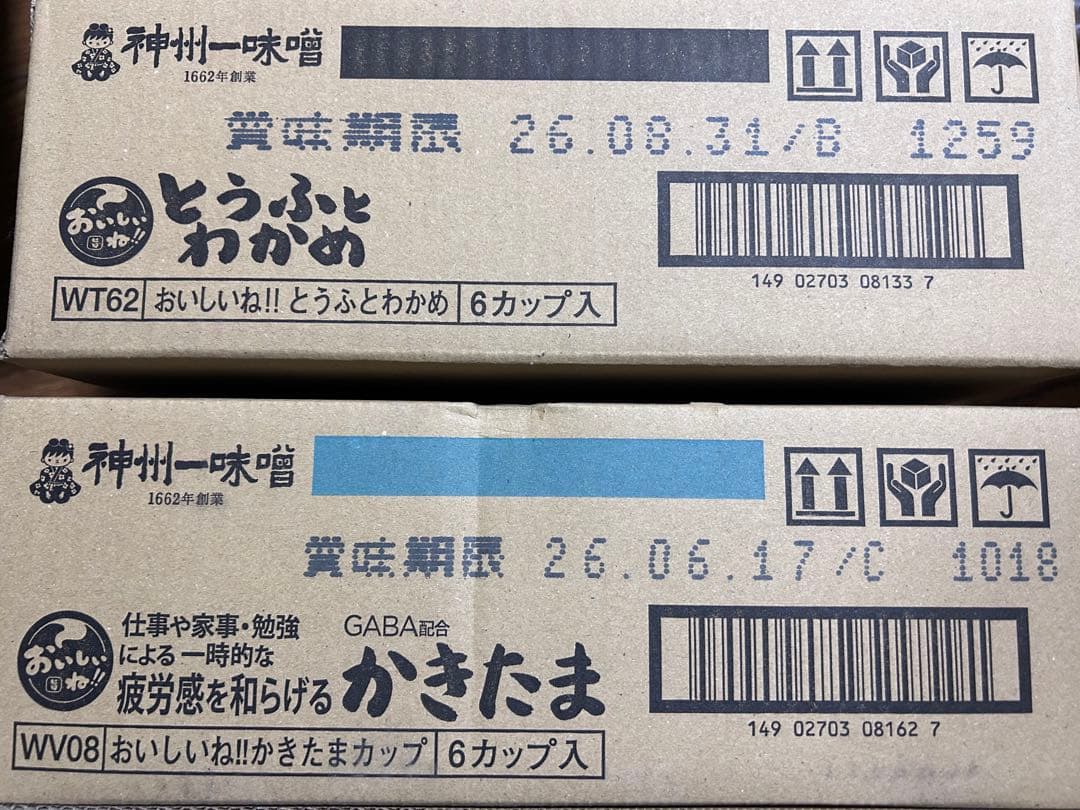 神州一味噌
1662年創業
賞味期限 26.08.31/B 1259
おいしいね!!
とうふと
わかめ
149 02703 08133 7
WT62 おいしいね!! とうふとわかめ 6カップ入
神州一味噌
1662年創業
賞味期限 26.06.17/C 1018
おいしいね!!
仕事や家事・勉強
による一時的な
疲労感を和らげる
GABA配合
かきたま
149 02703 08162 7
WV08 おいしいね!!かきたまカップ 6カップ入